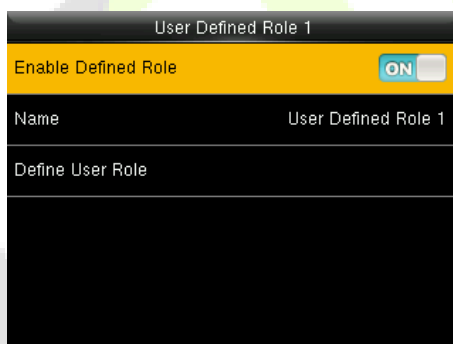 User Defined Role 1
Enable Defined Role ON
Name User Defined Role 1
Define User Role